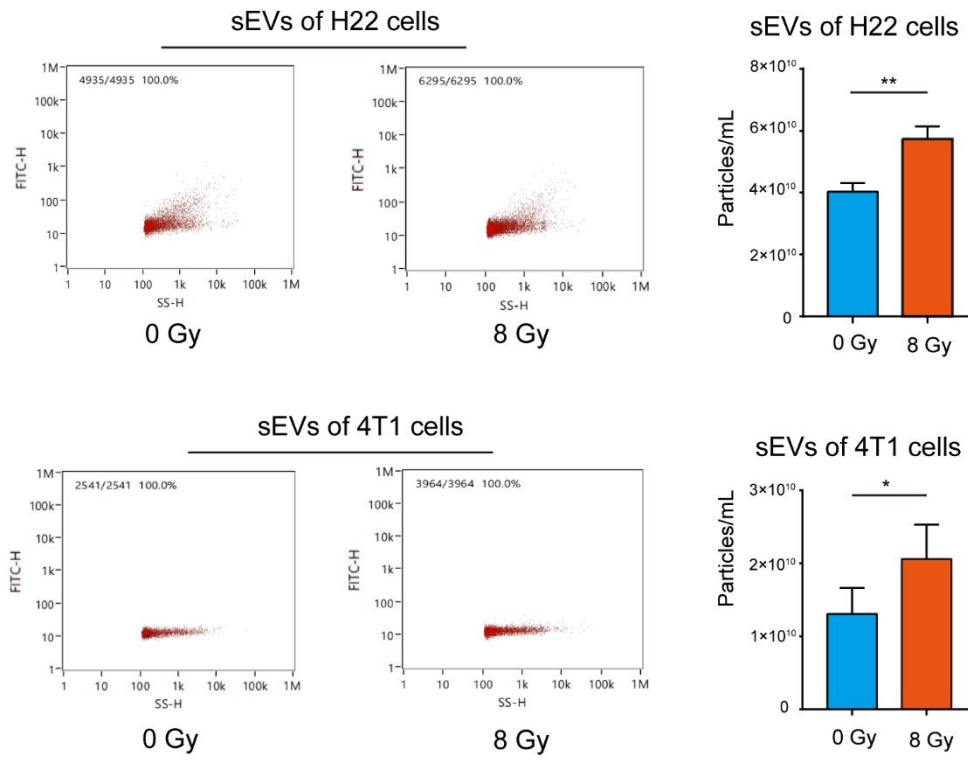 sEVs of H22 cells
4935/4935 100.0%
1M
100k
10k
1k
100
10
1
FITC-H
1 10 100 1k 10k 100k 1M
SS-H
0 Gy
6295/6295 100.0%
1M
100k
10k
1k
100
10
1
FITC-H
1 10 100 1k 10k 100k 1M
SS-H
8 Gy
sEVs of H22 cells
8×10¹⁰
6×10¹⁰
4×10¹⁰
2×10¹⁰
0
Particles/mL
**
0 Gy 8 Gy
sEVs of 4T1 cells
2541/2541 100.0%
1M
100k
10k
1k
100
10
1
FITC-H
1 10 100 1k 10k 100k 1M
SS-H
0 Gy
3964/3964 100.0%
1M
100k
10k
1k
100
10
1
FITC-H
1 10 100 1k 10k 100k 1M
SS-H
8 Gy
sEVs of 4T1 cells
3×10¹⁰
2×10¹⁰
1×10¹⁰
0
Particles/mL
*
0 Gy 8 Gy